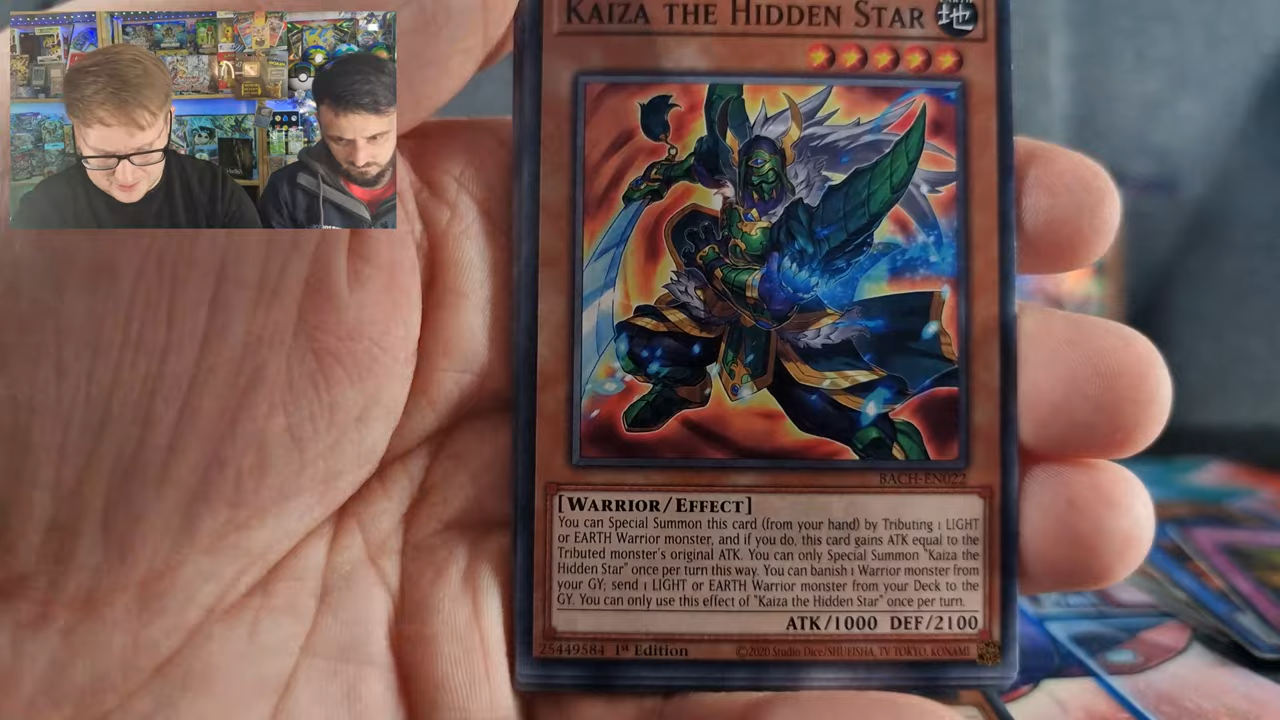 KAIZA THE HIDDEN STAR
地
BACH-EN022
[WARRIOR/EFFECT]
You can Special Summon this card (from your hand) by Tributing 1 LIGHT
or EARTH Warrior monster, and if you do, this card gains ATK equal to the
Tributed monster's original ATK. You can only Special Summon "Kaiza the
Hidden Star" once per turn this way. You can banish 1 Warrior monster from
your GY; send 1 LIGHT or EARTH Warrior monster from your Deck to the
GY. You can only use this effect of "Kaiza the Hidden Star" once per turn.
ATK/1000 DEF/2100
25449584 1st Edition ©2020 Studio Dice/SHUEISHA, TV TOKYO, KONAMI